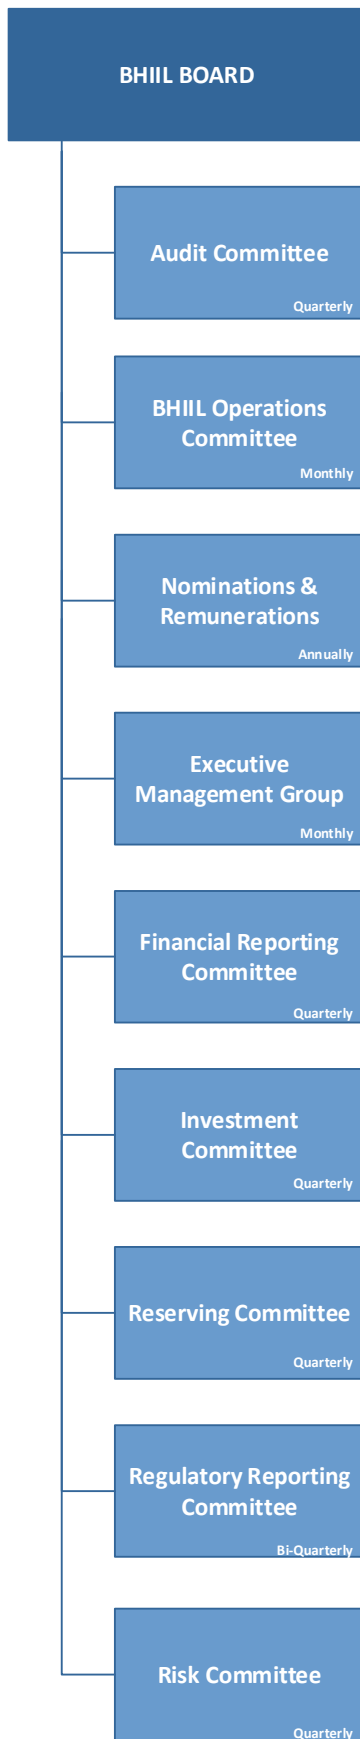 BHIIL BOARD
Audit Committee
Quarterly
BHIIL Operations
Committee
Monthly
Nominations &
Remunerations
Annually
Executive
Management Group
Monthly
Financial Reporting
Committee
Quarterly
Investment
Committee
Quarterly
Reserving Committee
Quarterly
Regulatory Reporting
Committee
Bi-Quarterly
Risk Committee
Quarterly